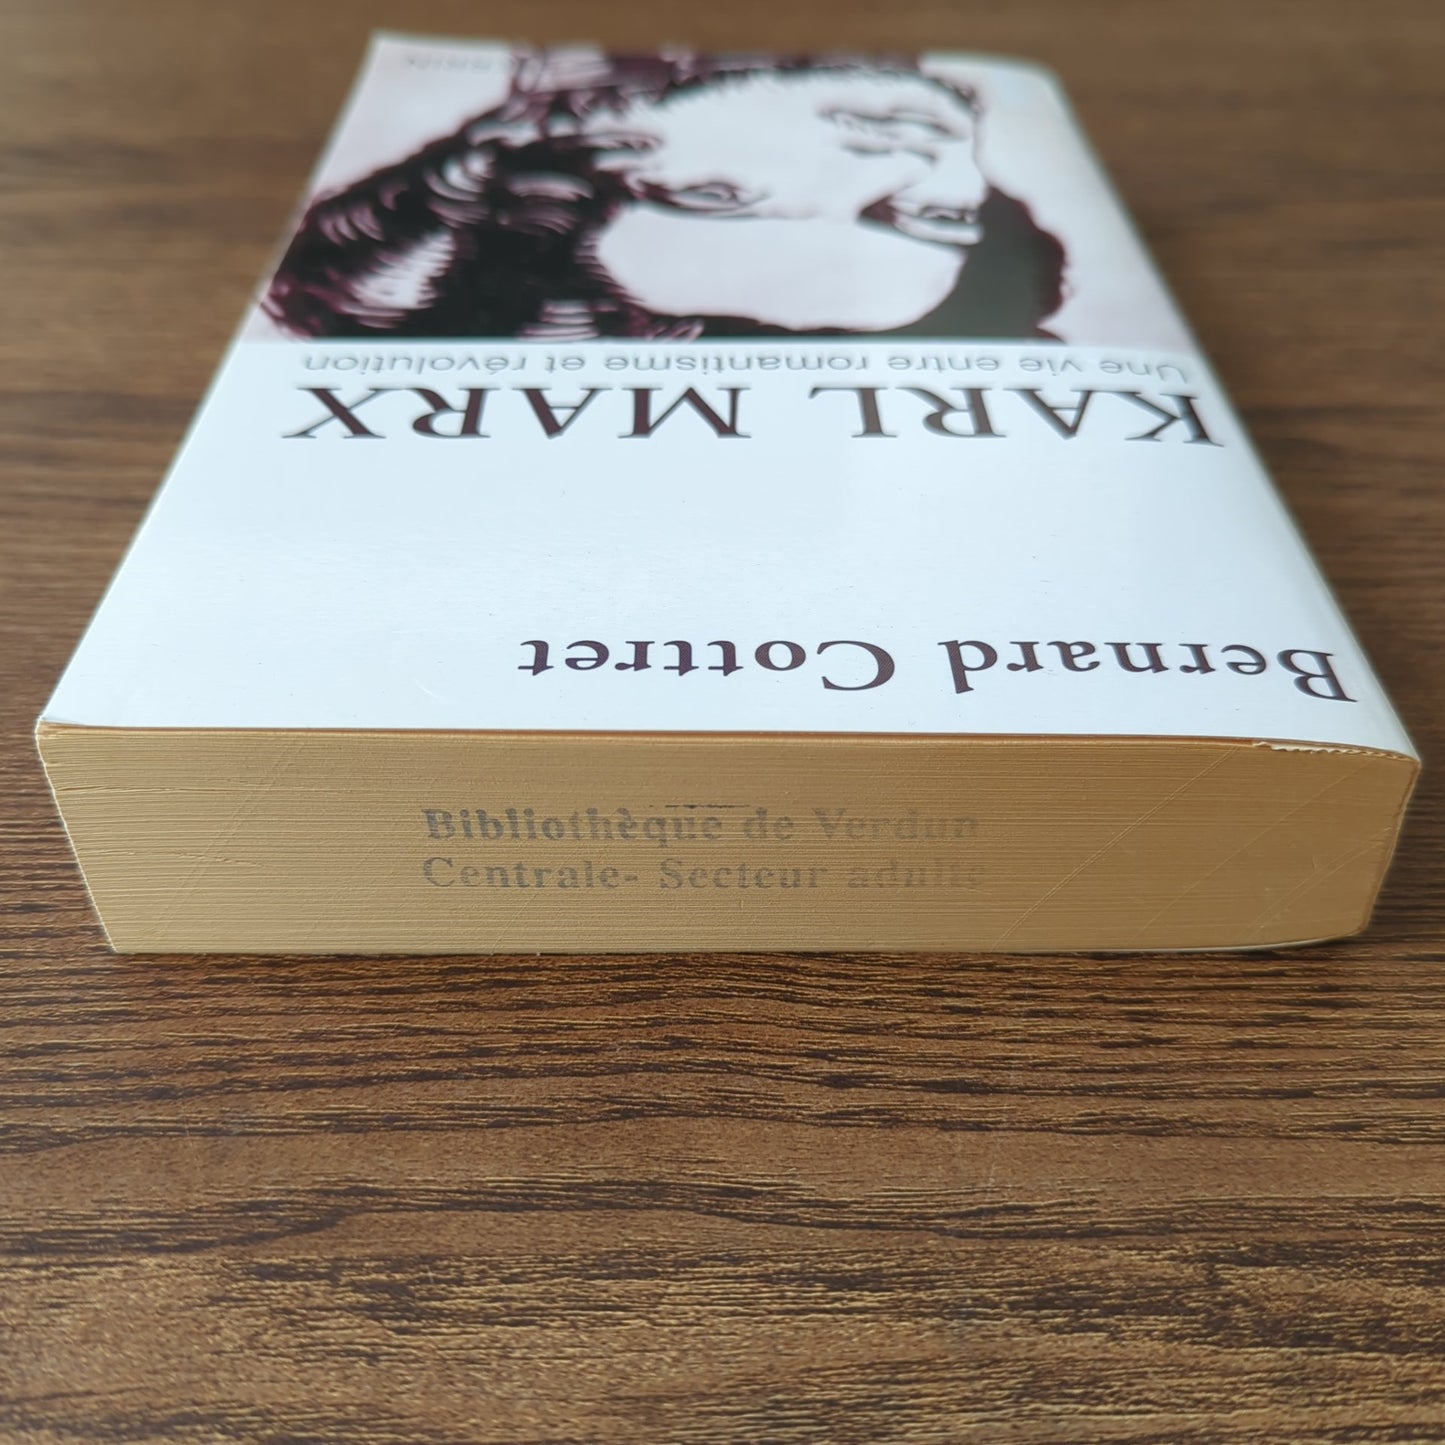 Bernard Cottret
KARL MARX
Une vie entre romantisme et révolution
Bibliothèque de Verdun
Centrale- Secteur adulte